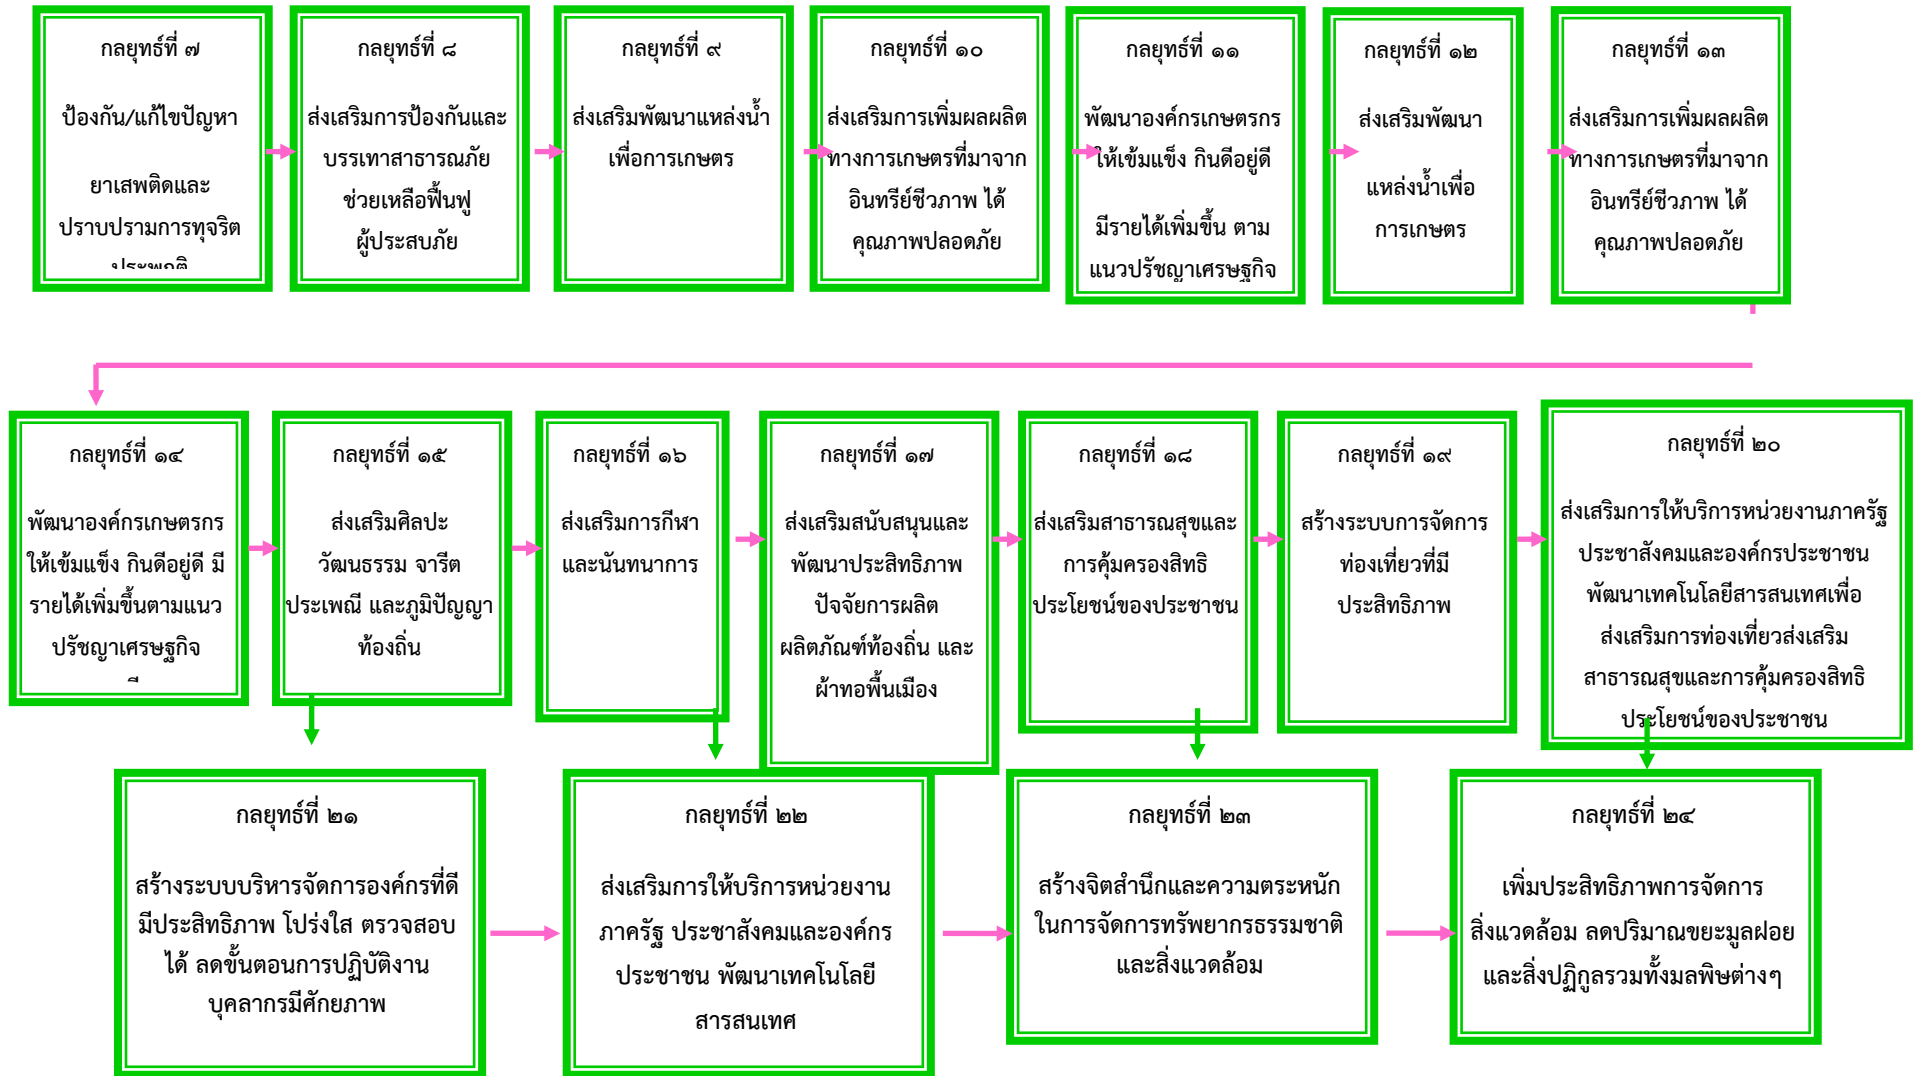 กลยุทธ์ที่ ๗
ป้องกัน/แก้ไขปัญหา
ยาเสพติดและ
ปราบปรามการทุจริต
ประพฤติ
กลยุทธ์ที่ ๘
ส่งเสริมการป้องกันและ
บรรเทาสาธารณภัย
ช่วยเหลือฟื้นฟู
ผู้ประสบภัย
กลยุทธ์ที่ ๙
ส่งเสริมพัฒนาแหล่งน้ำ
เพื่อการเกษตร
กลยุทธ์ที่ ๑๐
ส่งเสริมการเพิ่มผลผลิต
ทางการเกษตรที่มาจาก
อินทรีย์ชีวภาพ ได้
คุณภาพปลอดภัย
กลยุทธ์ที่ ๑๑
พัฒนาองค์กรเกษตรกร
ให้เข้มแข็ง กินดีอยู่ดี
มีรายได้เพิ่มขึ้น ตาม
แนวปรัชญาเศรษฐกิจ
กลยุทธ์ที่ ๑๒
ส่งเสริมพัฒนา
แหล่งน้ำเพื่อ
การเกษตร
กลยุทธ์ที่ ๑๓
ส่งเสริมการเพิ่มผลผลิต
ทางการเกษตรที่มาจาก
อินทรีย์ชีวภาพ ได้
คุณภาพปลอดภัย
กลยุทธ์ที่ ๑๔
พัฒนาองค์กรเกษตรกร
ให้เข้มแข็ง กินดีอยู่ดี มี
รายได้เพิ่มขึ้นตามแนว
ปรัชญาเศรษฐกิจ
กลยุทธ์ที่ ๑๕
ส่งเสริมศิลปะ
วัฒนธรรม จารีต
ประเพณี และภูมิปัญญา
ท้องถิ่น
กลยุทธ์ที่ ๑๖
ส่งเสริมการกีฬา
และนันทนาการ
กลยุทธ์ที่ ๑๗
ส่งเสริมสนับสนุนและ
พัฒนาประสิทธิภาพ
ปัจจัยการผลิต
ผลิตภัณฑ์ท้องถิ่น และ
ผ้าทอพื้นเมือง
กลยุทธ์ที่ ๑๘
ส่งเสริมสาธารณสุขและ
การคุ้มครองสิทธิ
ประโยชน์ของประชาชน
กลยุทธ์ที่ ๑๙
สร้างระบบการจัดการ
ท่องเที่ยวที่มี
ประสิทธิภาพ
กลยุทธ์ที่ ๒๐
ส่งเสริมการให้บริการหน่วยงานภาครัฐ
ประชาสังคมและองค์กรประชาชน
พัฒนาเทคโนโลยีสารสนเทศเพื่อ
ส่งเสริมการท่องเที่ยวส่งเสริม
สาธารณสุขและการคุ้มครองสิทธิ
ประโยชน์ของประชาชน
กลยุทธ์ที่ ๒๑
สร้างระบบบริหารจัดการองค์กรที่ดี
มีประสิทธิภาพ โปร่งใส ตรวจสอบ
ได้ ลดขั้นตอนการปฏิบัติงาน
บุคลากรมีศักยภาพ
กลยุทธ์ที่ ๒๒
ส่งเสริมการให้บริการหน่วยงาน
ภาครัฐ ประชาสังคมและองค์กร
ประชาชน พัฒนาเทคโนโลยี
สารสนเทศ
กลยุทธ์ที่ ๒๓
สร้างจิตสำนึกและความตระหนัก
ในการจัดการทรัพยากรธรรมชาติ
และสิ่งแวดล้อม
กลยุทธ์ที่ ๒๔
เพิ่มประสิทธิภาพการจัดการ
สิ่งแวดล้อม ลดปริมาณขยะมูลฝอย
และสิ่งปฏิกูลรวมทั้งมลพิษต่างๆ